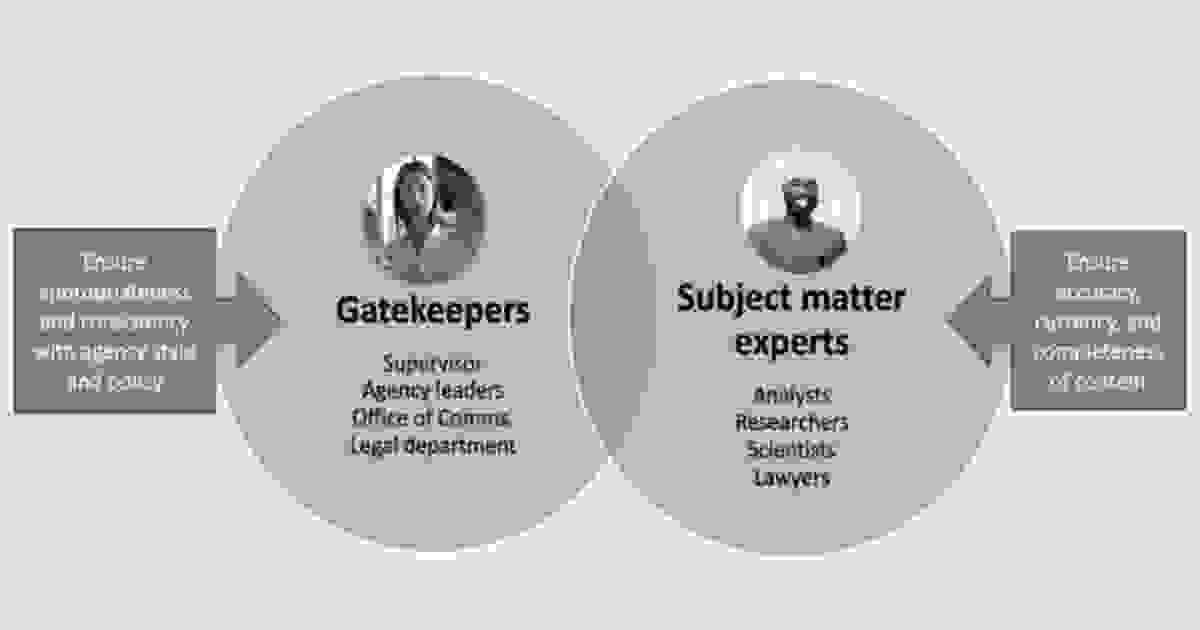 Ensure
appropriateness
and consistency
with agency style
and policy
Gatekeepers
Supervisor
Agency leaders
Office of Comms
Legal department
Subject matter
experts
Analysts
Researchers
Scientists
Lawyers
Ensure
accuracy,
currency, and
completeness
of content